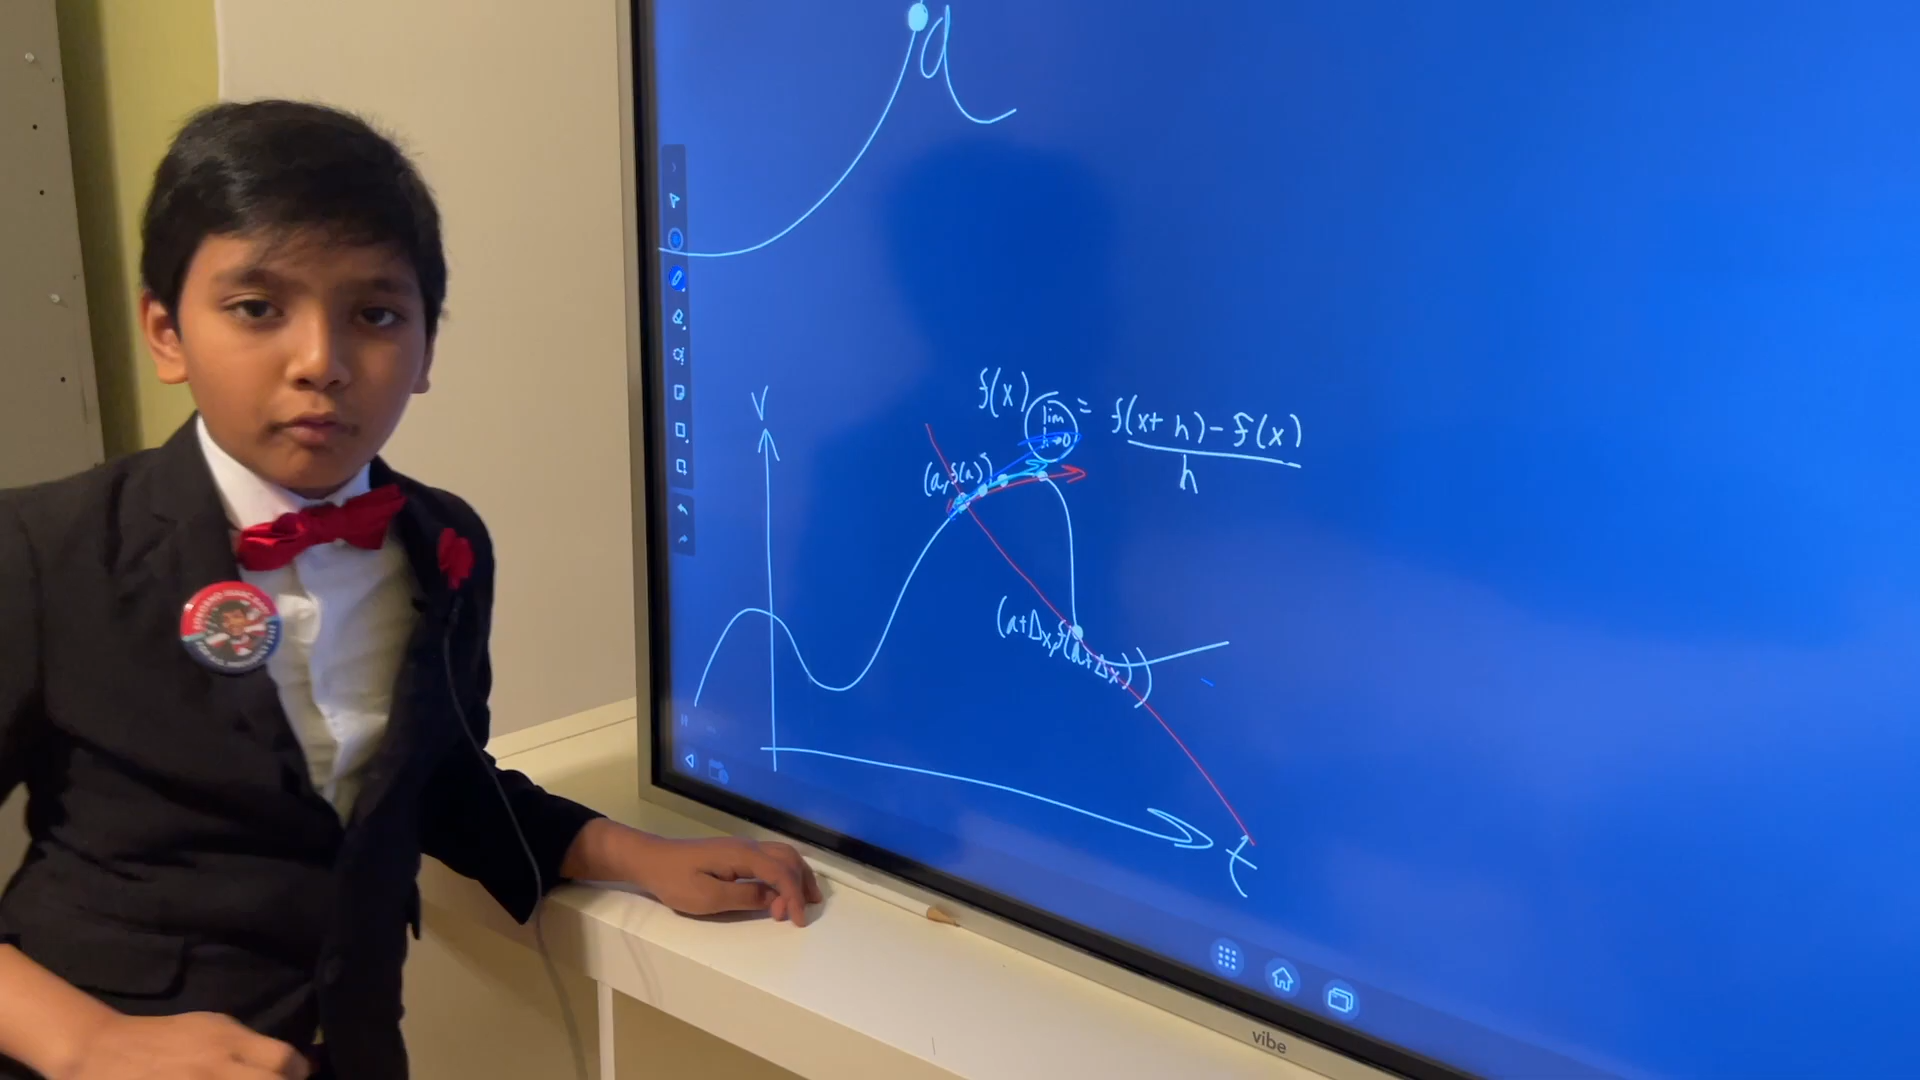 d
V
f(x) lim h→0 = f(x+h)-f(x)
h
(a, f(a))
(a+Δx, f(a+Δx))
t
vibe